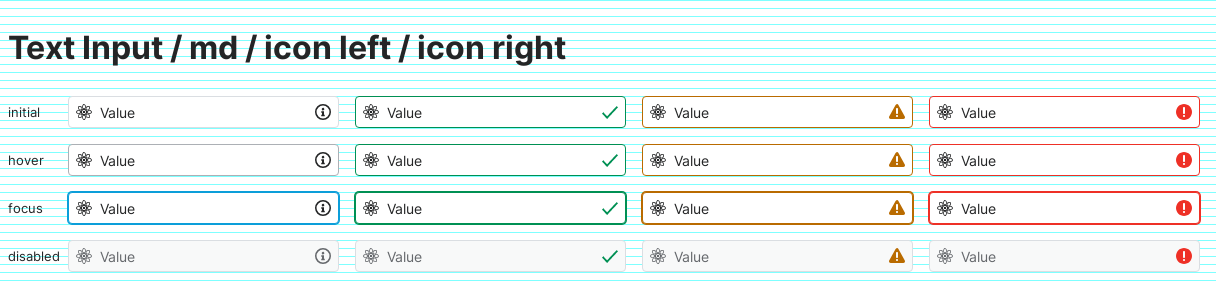 Text Input / md / icon left / icon right
initial Value Value Value Value
hover Value Value Value Value
focus Value Value Value Value
disabled Value Value Value Value